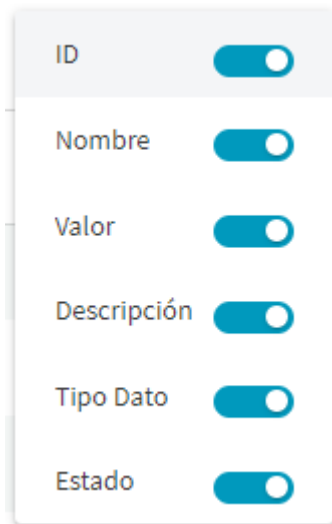 ID
Nombre
Valor
Descripción
Tipo Dato
Estado